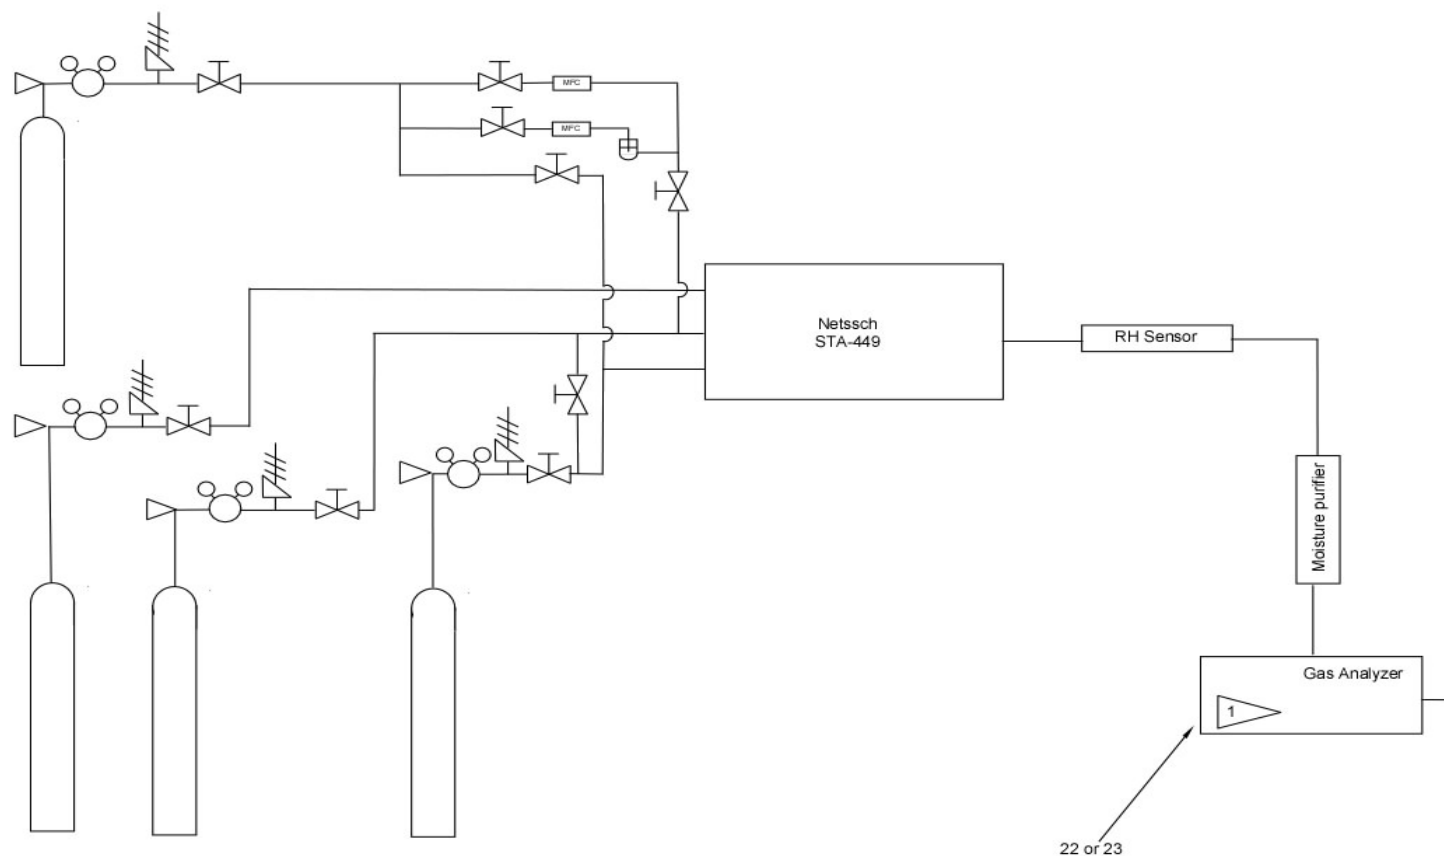 MFC
MFC
Netssch
STA-449
RH Sensor
Moisture purifier
Gas Analyzer
1
22 or 23